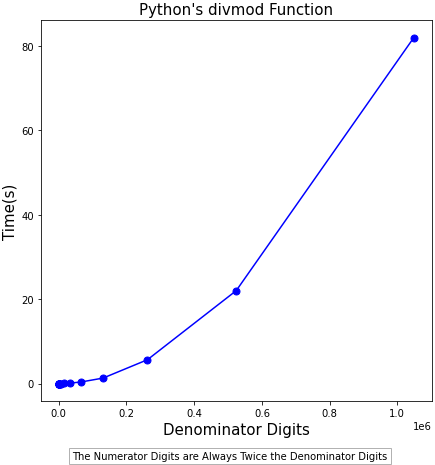 Python's divmod Function
Time(s)
80
60
40
20
0
0.0 0.2 0.4 0.6 0.8 1.0
1e6
Denominator Digits
The Numerator Digits are Always Twice the Denominator Digits